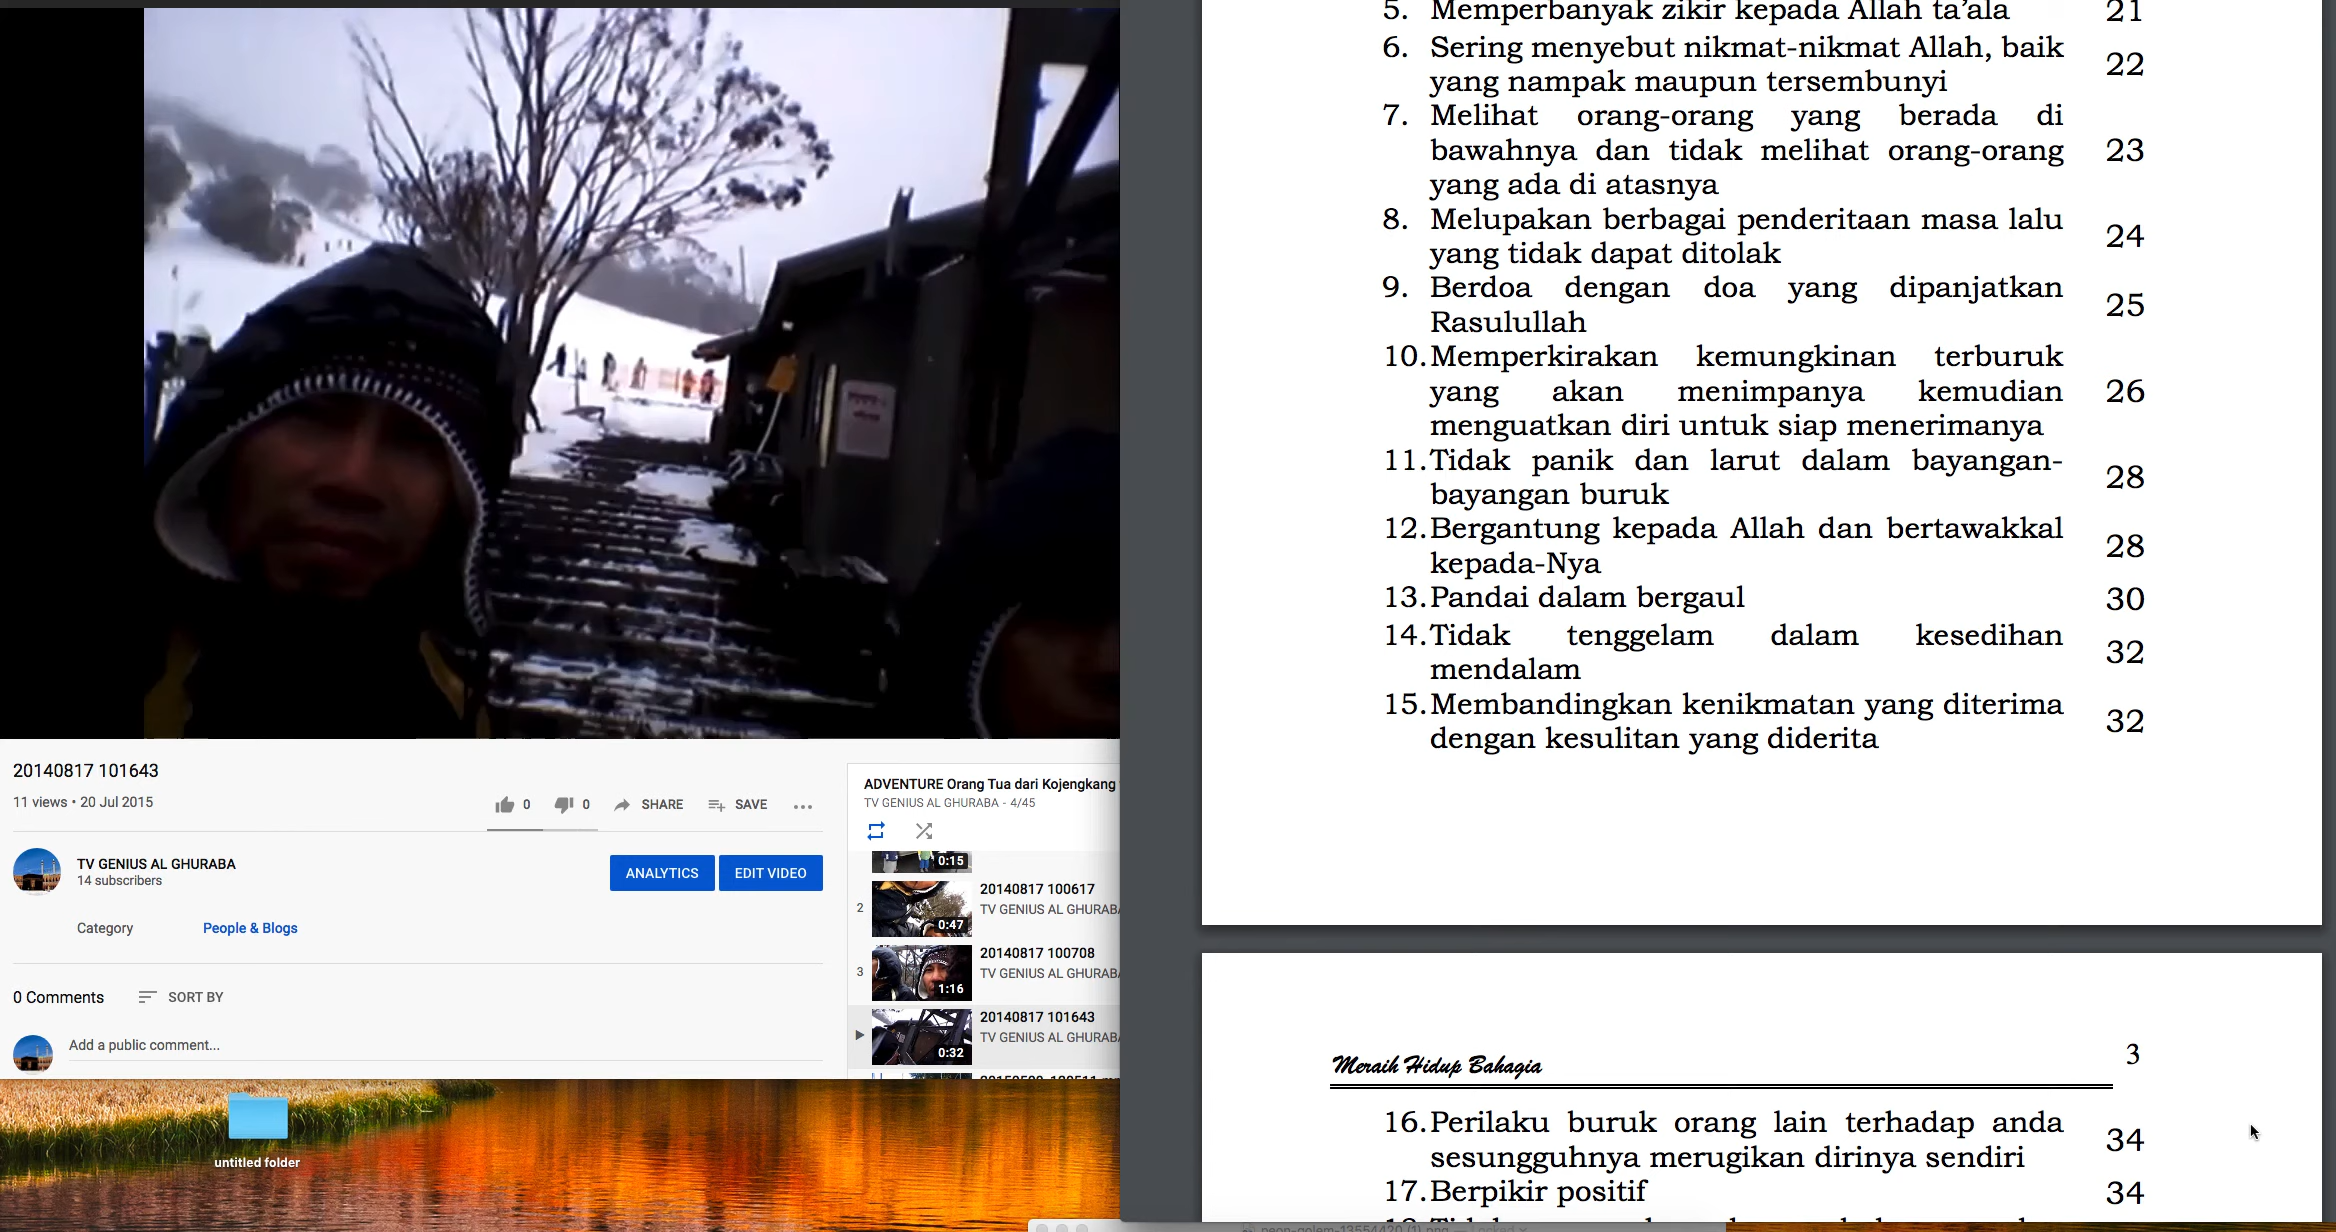 20140817 101643
11 views • 20 Jul 2015
0
0
SHARE
SAVE
TV GENIUS AL GHURABA
14 subscribers
ANALYTICS
EDIT VIDEO
Category
People & Blogs
0 Comments
SORT BY
Add a public comment...
ADVENTURE Orang Tua dari Kojengkang
TV GENIUS AL GHURABA - 4/45
0:15
2
0:47
20140817 100617
TV GENIUS AL GHURABA
3
1:16
20140817 100708
TV GENIUS AL GHURABA
0:32
20140817 101643
TV GENIUS AL GHURABA
untitled folder
5. Memperbanyak zikir kepada Allah ta’ala 21
6. Sering menyebut nikmat-nikmat Allah, baik
yang nampak maupun tersembunyi 22
7. Melihat orang-orang yang berada di
bawahnya dan tidak melihat orang-orang 23
yang ada di atasnya
8. Melupakan berbagai penderitaan masa lalu
yang tidak dapat ditolak 24
9. Berdoa dengan doa yang dipanjatkan
Rasulullah 25
10. Memperkirakan kemungkinan terburuk
yang akan menimpanya kemudian 26
menguatkan diri untuk siap menerimanya
11. Tidak panik dan larut dalam bayangan-
bayangan buruk 28
12. Bergantung kepada Allah dan bertawakkal
kepada-Nya 28
13. Pandai dalam bergaul 30
14. Tidak tenggelam dalam kesedihan
mendalam 32
15. Membandingkan kenikmatan yang diterima
dengan kesulitan yang diderita 32
Meraih Hidup Bahagia 3
16. Perilaku buruk orang lain terhadap anda
sesungguhnya merugikan dirinya sendiri 34
17. Berpikir positif 34